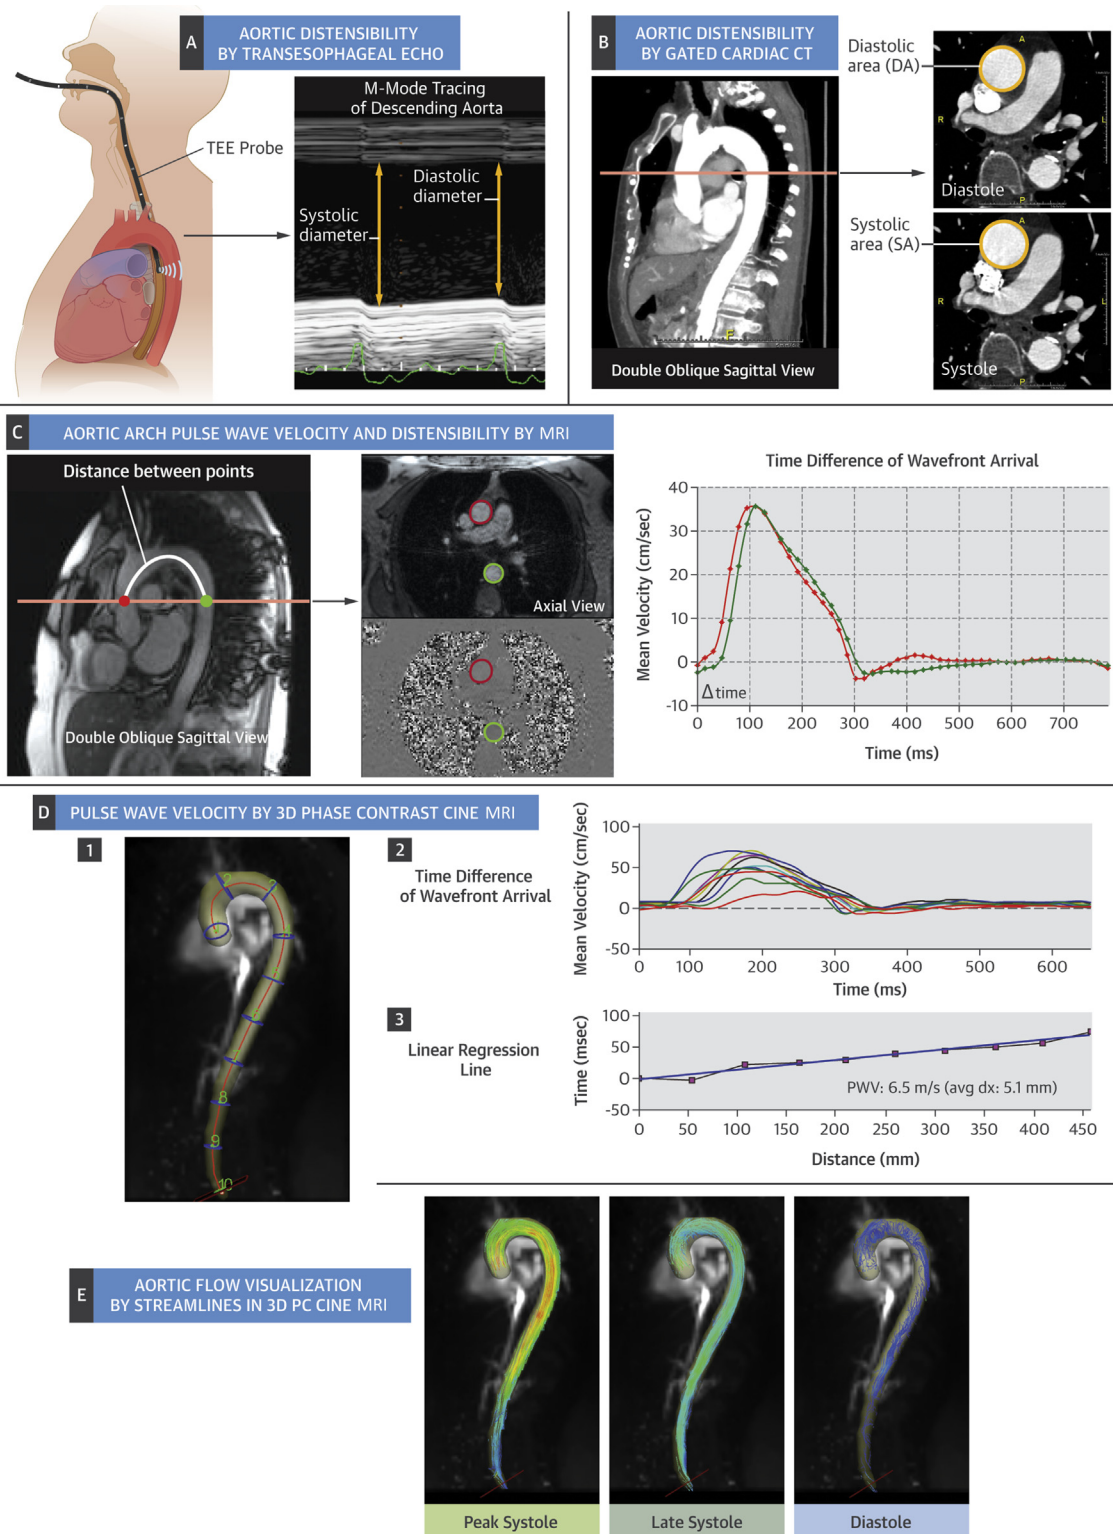 A
AORTIC DISTENSIBILITY
BY TRANSESOPHAGEAL ECHO
TEE Probe
M-Mode Tracing
of Descending Aorta
Systolic
diameter
Diastolic
diameter
B
AORTIC DISTENSIBILITY
BY GATED CARDIAC CT
F
Double Oblique Sagittal View
Diastolic
area (DA)
A
R
L
P
Diastole
Systolic
area (SA)
A
R
L
P
Systole
C
AORTIC ARCH PULSE WAVE VELOCITY AND DISTENSIBILITY BY MRI
Distance between points
Double Oblique Sagittal View
Axial View
Time Difference of Wavefront Arrival
Mean Velocity (cm/sec)
40
30
20
10
0
-10
Δ time
0
100
200
300
400
500
600
700
Time (ms)
D
PULSE WAVE VELOCITY BY 3D PHASE CONTRAST CINE MRI
1
8
9
10
2
Time Difference
of Wavefront Arrival
Mean Velocity (cm/sec)
100
50
0
-50
0
100
200
300
400
500
600
Time (ms)
3
Linear Regression
Line
Time (msec)
100
50
0
-50
PWV: 6.5 m/s (avg dx: 5.1 mm)
0
50
100
150
200
250
300
350
400
450
Distance (mm)
E
AORTIC FLOW VISUALIZATION
BY STREAMLINES IN 3D PC CINE MRI
Peak Systole
Late Systole
Diastole